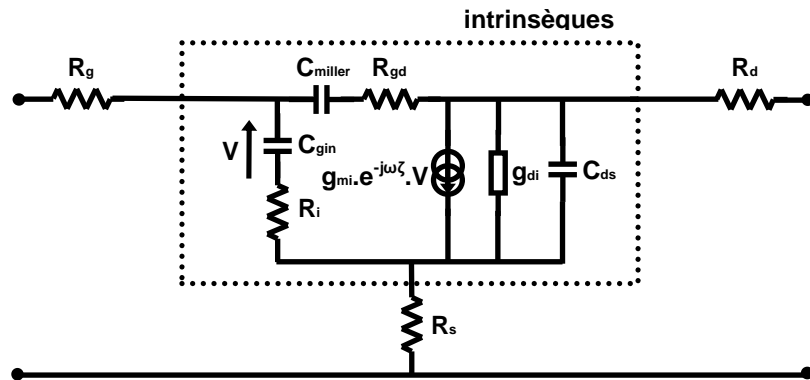 intrinsèques
Rg
Cmiller
Rgd
Rd
V
Cgin
gmi.e^-jωζ.V
gdi
Cds
Ri
Rs